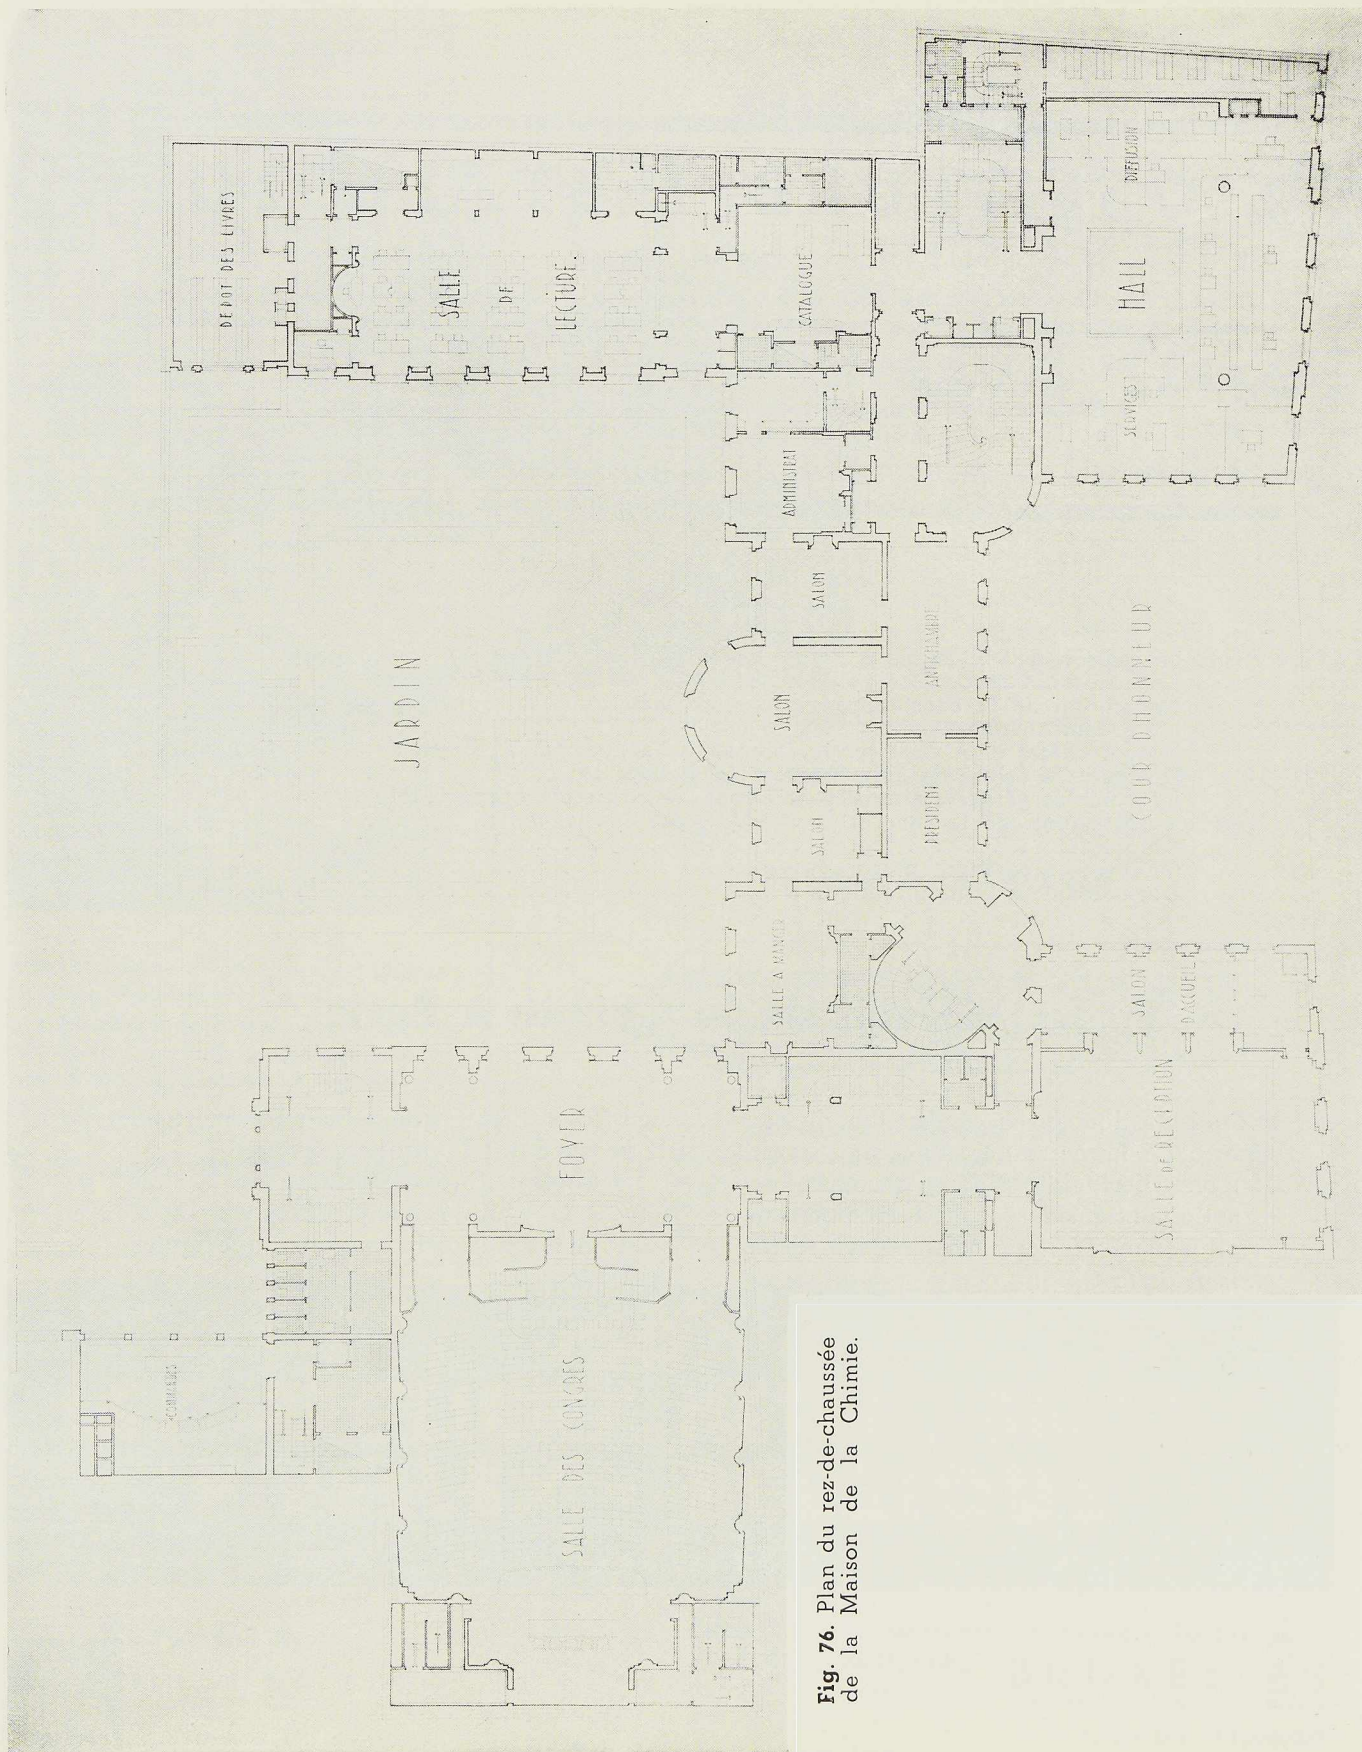 DEPOT DES LIVRES
SALLE
DE
LECTURE.
CATALOGUE
DIFFUSION
HALL
SERVICES
ADMINISTRAT
SALON
ANTICHAMBRE
JARDIN
SALON
COUR D'HONNEUR
SALON
PRESIDENT
SALLE A MANGER
SALON
D'ACCUEIL
FOYER
SALLE DE RECEPTION
SALLE DES CONGRES
Fig. 76. Plan du rez-de-chaussée
de la Maison de la Chimie.